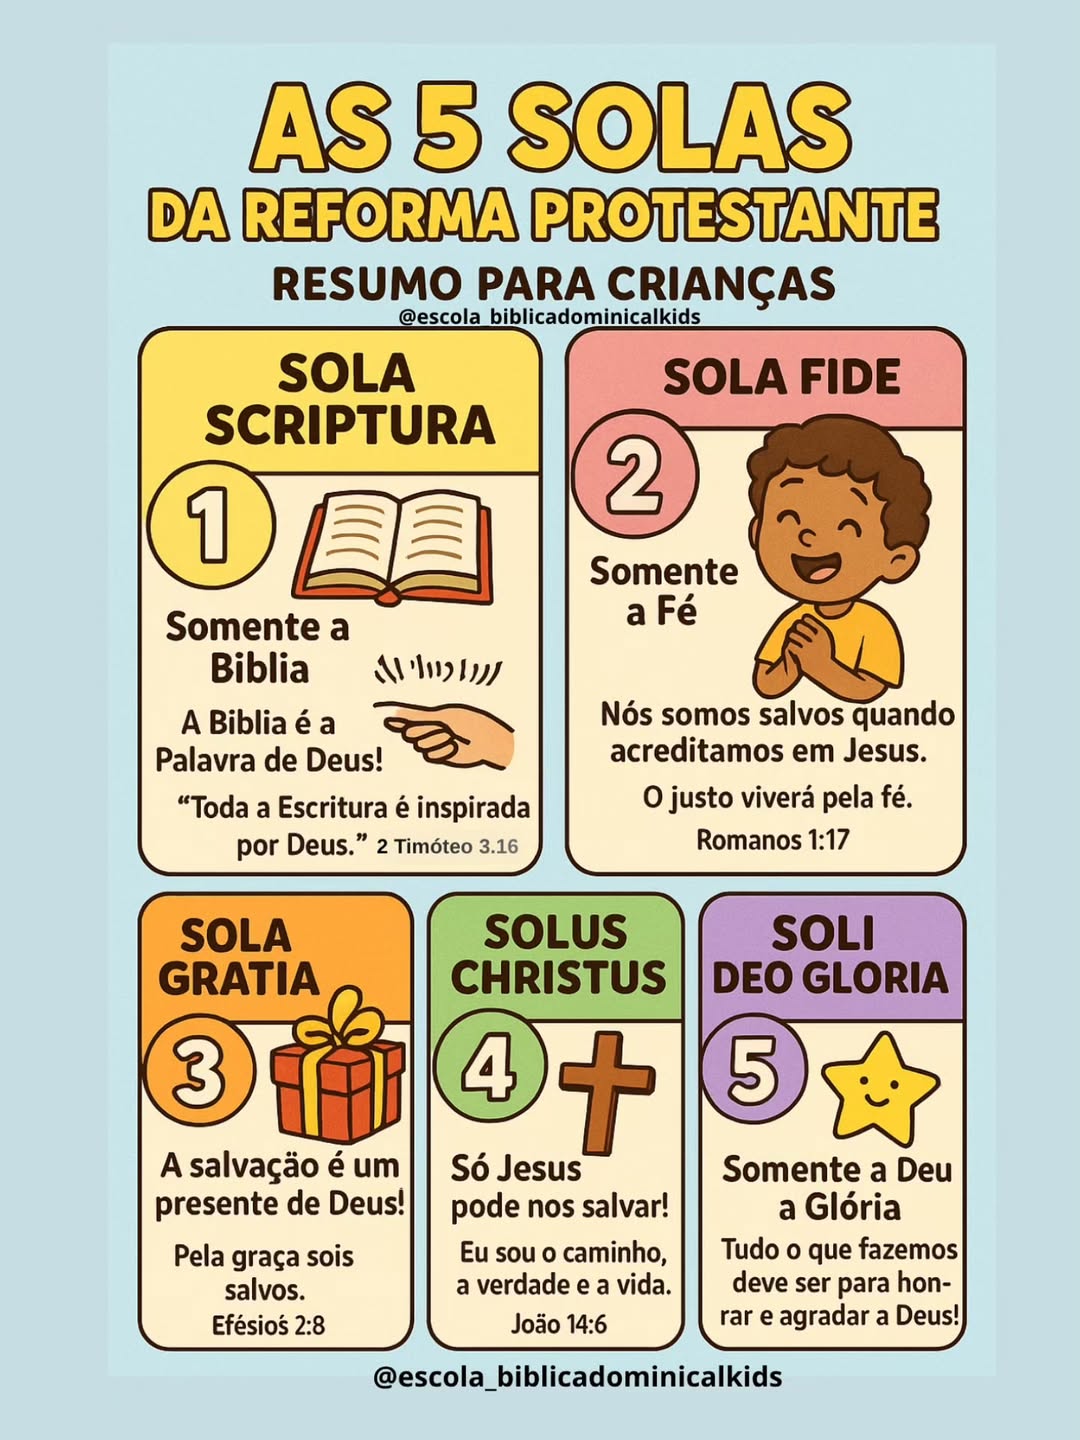 AS 5 SOLAS
DA REFORMA PROTESTANTE
RESUMO PARA CRIANÇAS
@escola_biblicadominicalkids
SOLA
SCRIPTURA
1
Somente a
Biblia
A Biblia é a
Palavra de Deus!
“Toda a Escritura é inspirada
por Deus.” 2 Timóteo 3.16
SOLA FIDE
2
Somente
a Fé
Nós somos salvos quando
acreditamos em Jesus.
O justo viverá pela fé.
Romanos 1:17
SOLA
GRATIA
3
A salvação é um
presente de Deus!
Pela graça sois
salvos.
Efésios 2:8
SOLUS
CHRISTUS
4
Só Jesus
pode nos salvar!
Eu sou o caminho,
a verdade e a vida.
Joäo 14:6
SOLI
DEO GLORIA
5
Somente a Deu
a Glória
Tudo o que fazemos
deve ser para hon-
rar e agradar a Deus!
@escola_biblicadominicalkids